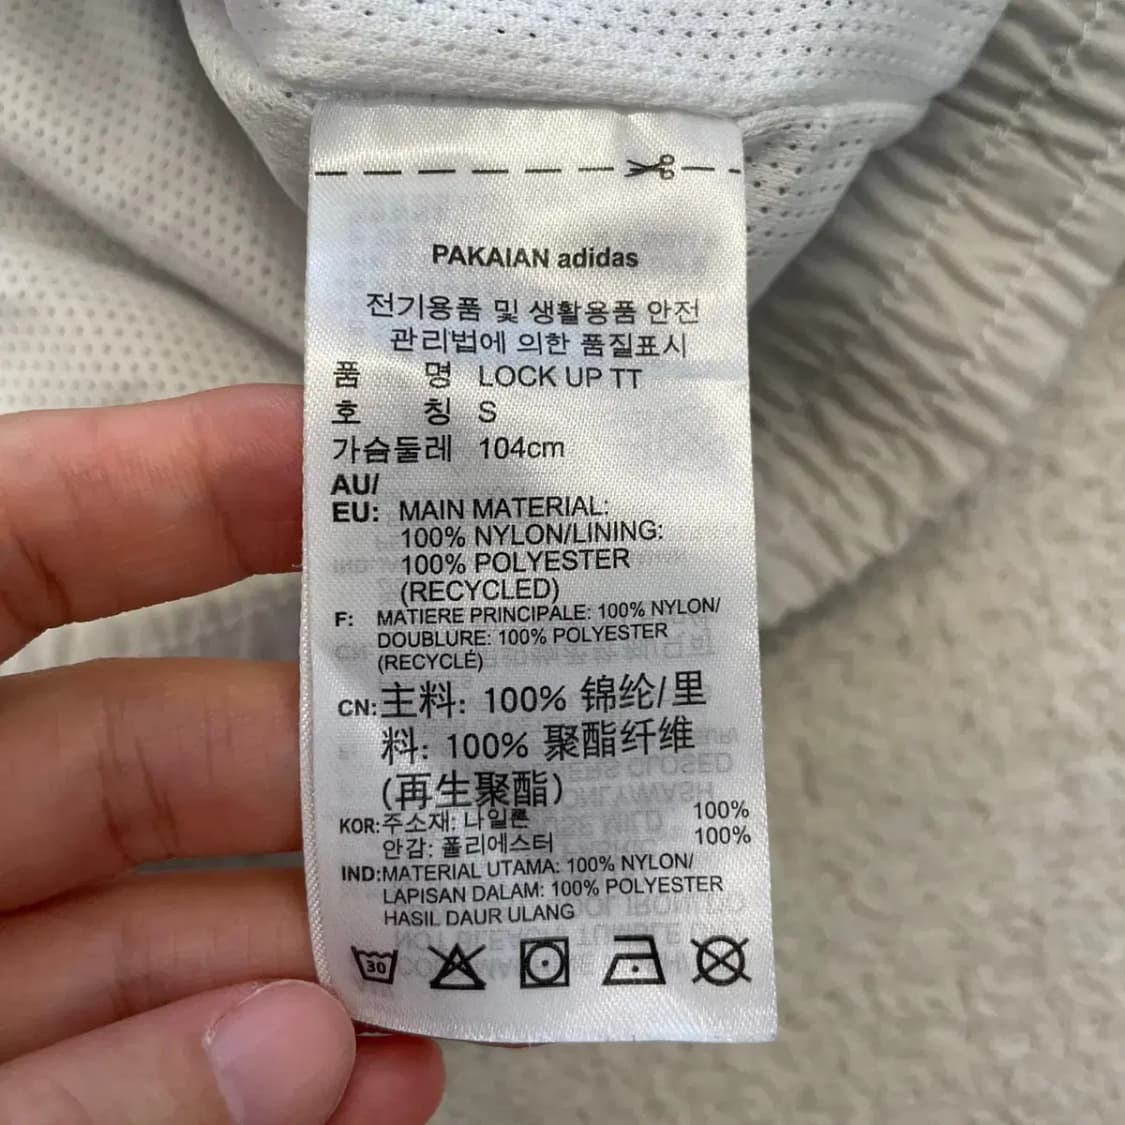 PAKAIAN adidas
전기용품 및 생활용품 안전
관리법에 의한 품질표시
품 명 LOCK UP TT
호 칭 S
가슴둘레 104cm
AU/
EU: MAIN MATERIAL:
100% NYLON/LINING:
100% POLYESTER
(RECYCLED)
F: MATIERE PRINCIPALE: 100% NYLON/
DOUBLURE: 100% POLYESTER
(RECYCLÉ)
CN:主料: 100% 锦纶/里
料: 100% 聚酯纤维
(再生聚酯)
KOR:주소재: 나일론 100%
안감: 폴리에스터 100%
IND:MATERIAL UTAMA: 100% NYLON/
LAPISAN DALAM: 100% POLYESTER
HASIL DAUR ULANG
30